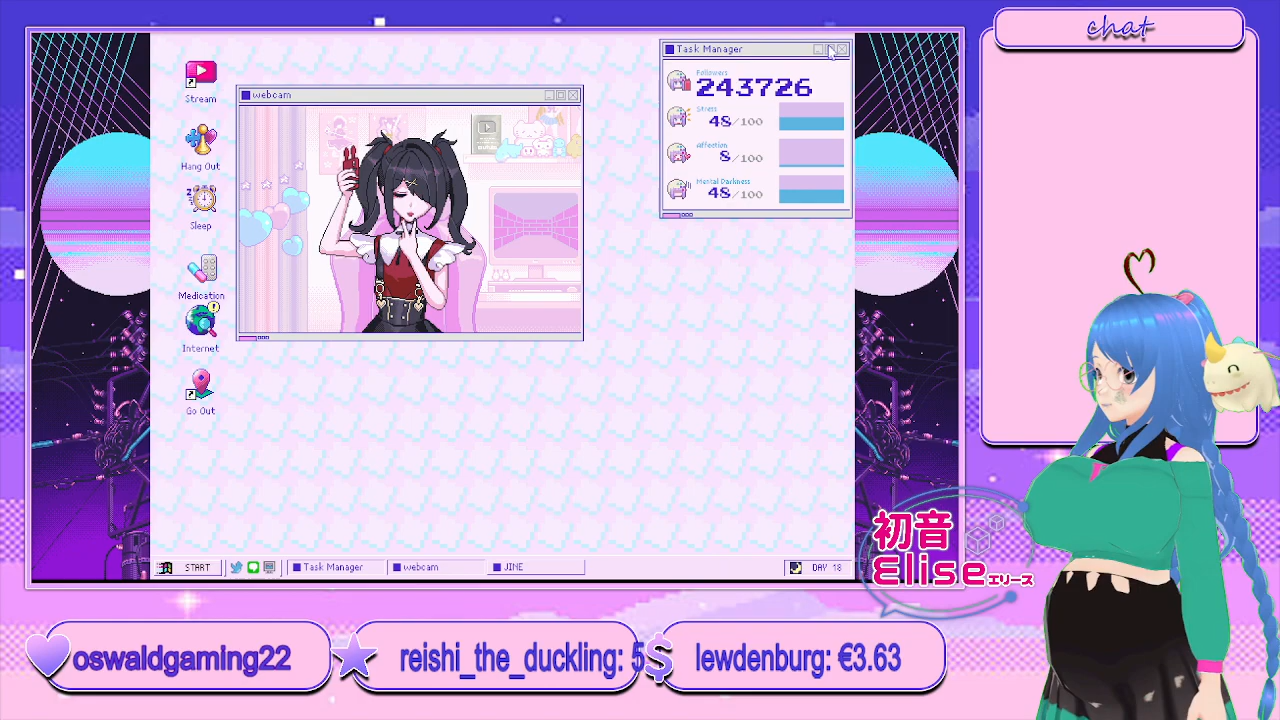 chat
Stream
Hang Out
Sleep
Medication
Internet
Go Out
webcam
Task Manager
Followers
243726
Stress
48/100
Affection
8/100
Mental Darkness
48/100
START
Task Manager
webcam
JINE
DAY 18
初音
Eliseエリース
oswaldgaming22
reishi_the_duckling: 5
lewdenburg: €3.63